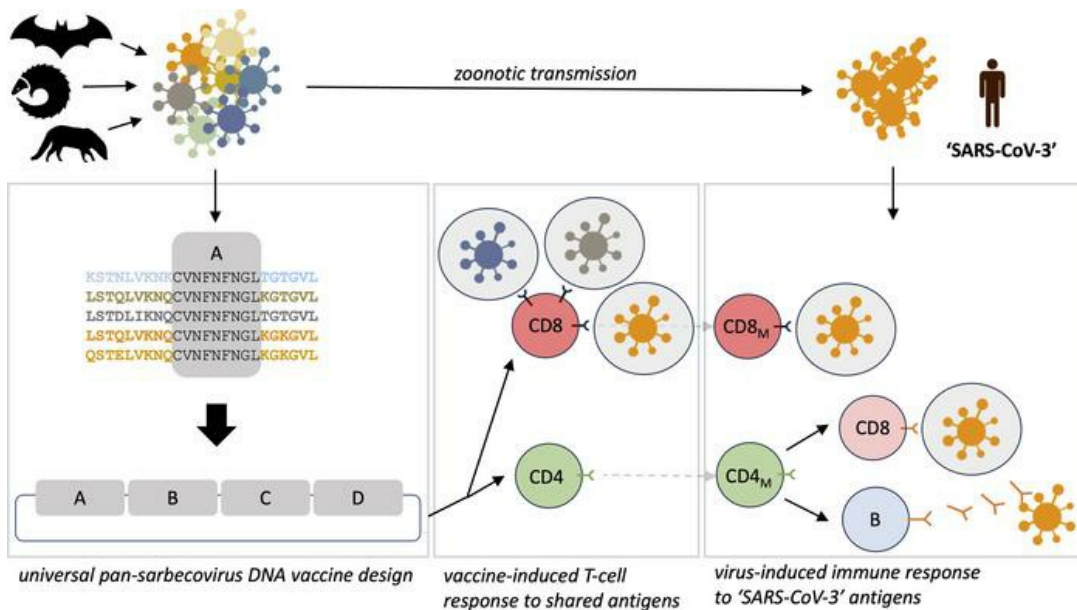 zoonotic transmission
'SARS-CoV-3'
A
KSTNLVKNKCVNFNFNGLTGTGVL
LSTQLVKNQCVNFNFNGLKGTGVL
LSTDLIKNQCVNFNFNGLTGTGVL
LSTQLVKNQCVNFNFNGLKGKGVL
QSTELVKNQCVNFNFNGLKGKGVL
A B C D
universal pan-sarbecovirus DNA vaccine design
CD8
CD4
vaccine-induced T-cell
response to shared antigens
CD8M
CD8
CD4M
B
virus-induced immune response
to 'SARS-CoV-3' antigens